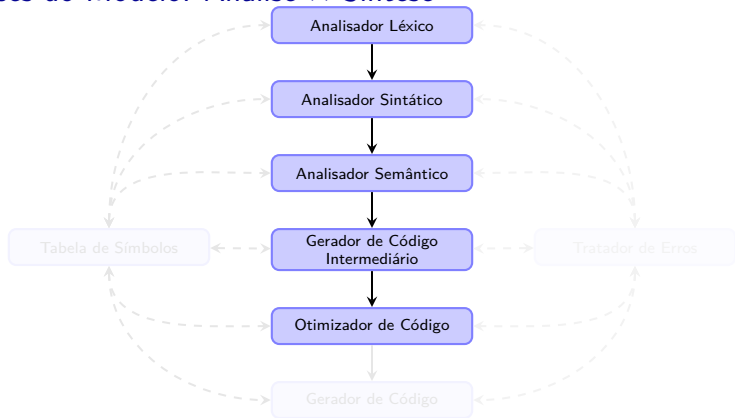 Analisador Léxico
Analisador Sintático
Analisador Semântico
Tabela de Símbolos
Gerador de Código
Intermediário
Tratador de Erros
Otimizador de Código
Gerador de Código